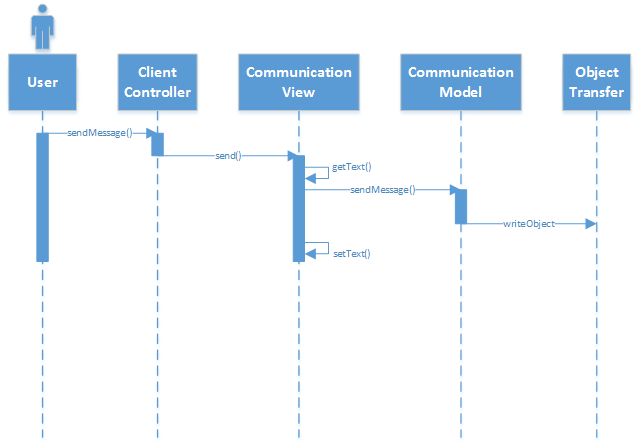 User
Client
Controller
Communication
View
Communication
Model
Object
Transfer
sendMessage()
send()
getText()
sendMessage()
writeObject
setText()